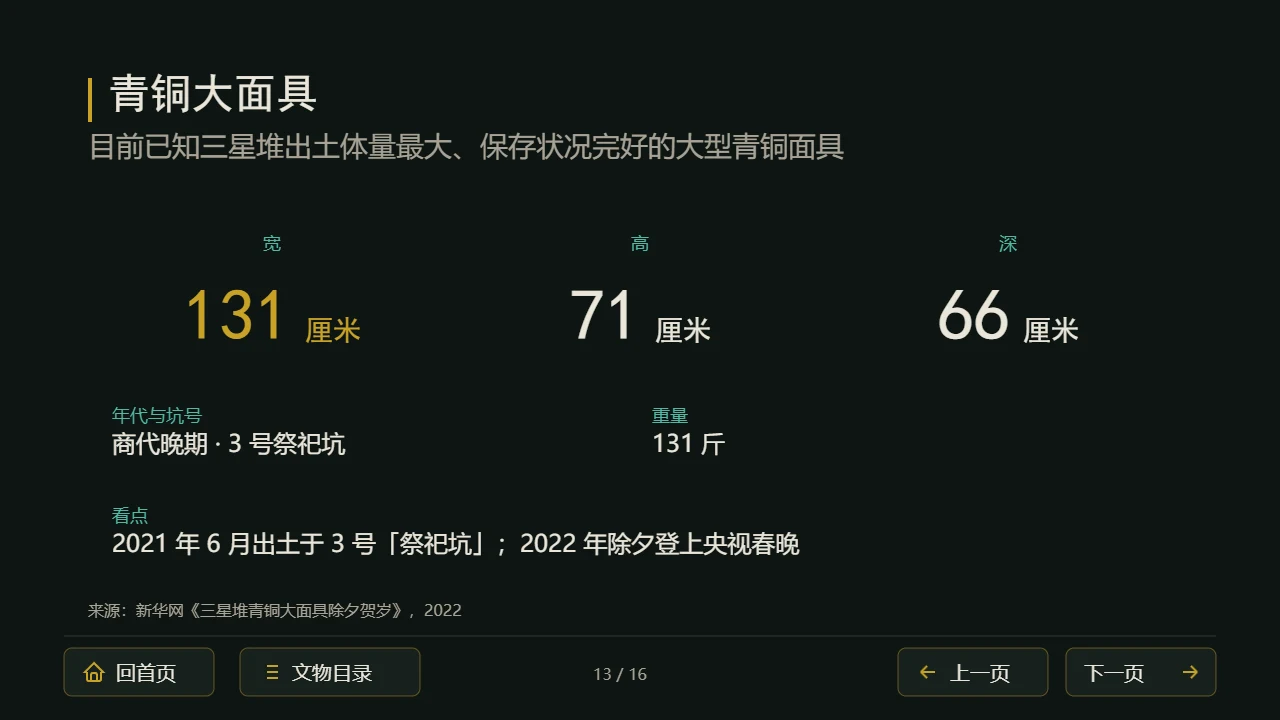 青铜大面具
目前已知三星堆出土体量最大、保存状况完好的大型青铜面具
宽
高
深
131 厘米
71 厘米
66 厘米
年代与坑号
重量
商代晚期 · 3 号祭祀坑
131 斤
看点
2021 年 6 月出土于 3 号「祭祀坑」；2022 年除夕登上央视春晚
来源：新华网《三星堆青铜大面具除夕贺岁》，2022
回首页
文物目录
13 / 16
上一页
下一页